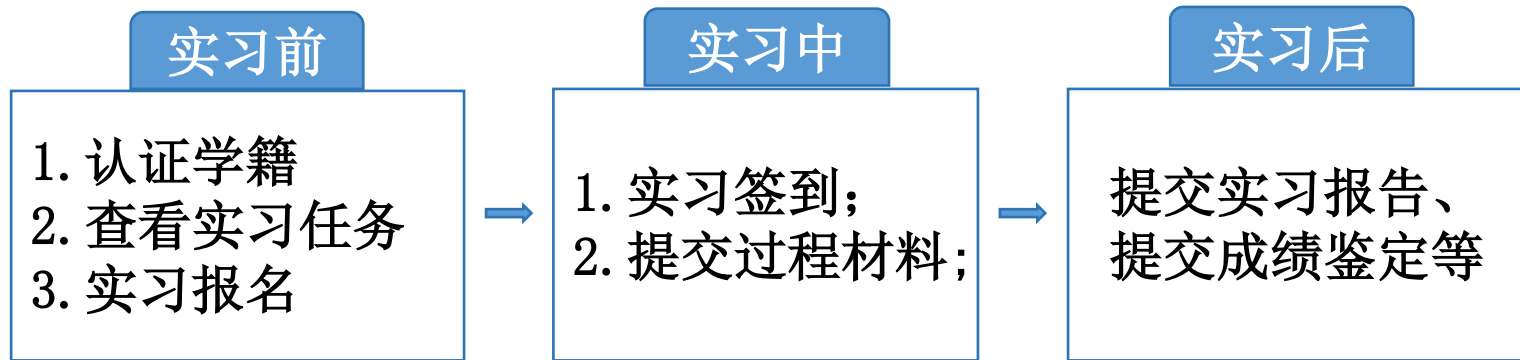 实习前
1.认证学籍
2.查看实习任务
3.实习报名
实习中
1.实习签到；
2.提交过程材料；
实习后
提交实习报告、
提交成绩鉴定等